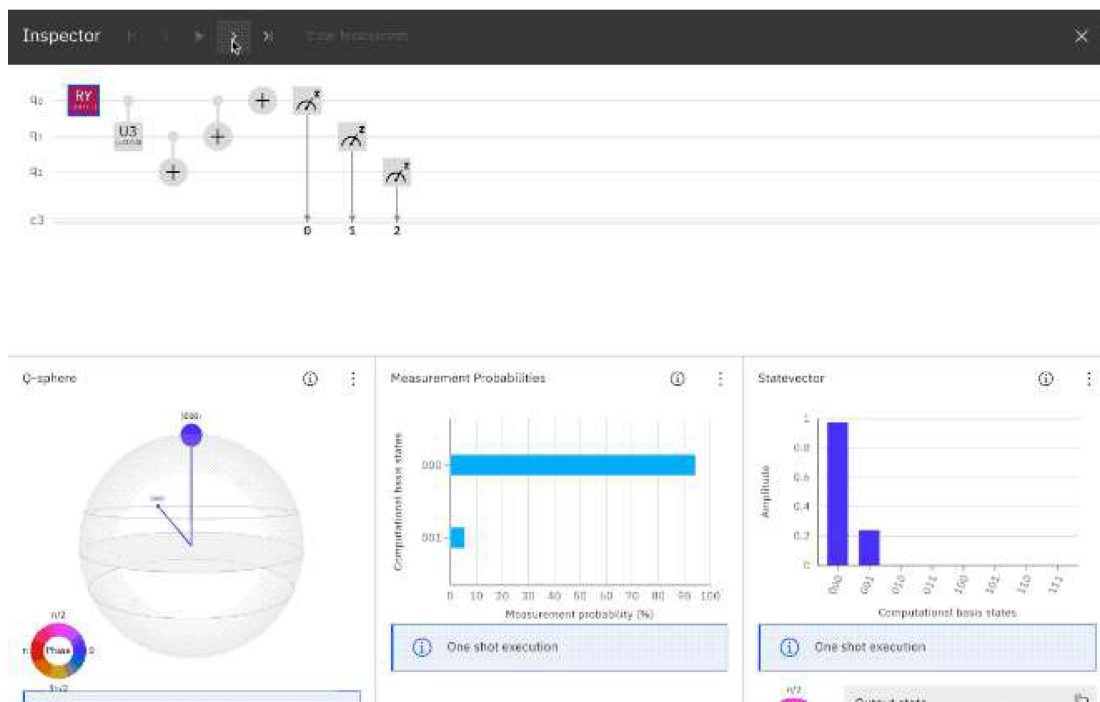 Inspector
q0
RY
U3
q1
q2
c3
z
z
z
0 1 2
Q-sphere
Measurement Probabilities
Statevector
|000⟩
Phase
π/2
π
0
3π/2
Computational basis states
000
001
0 10 20 30 40 50 60 70 80 90 100
Measurement probability (%)
One shot execution
Amplitude
1
0.8
0.6
0.4
0.2
0
000 001 010 011 100 101 110 111
Computational basis states
One shot execution
π/2
Output state